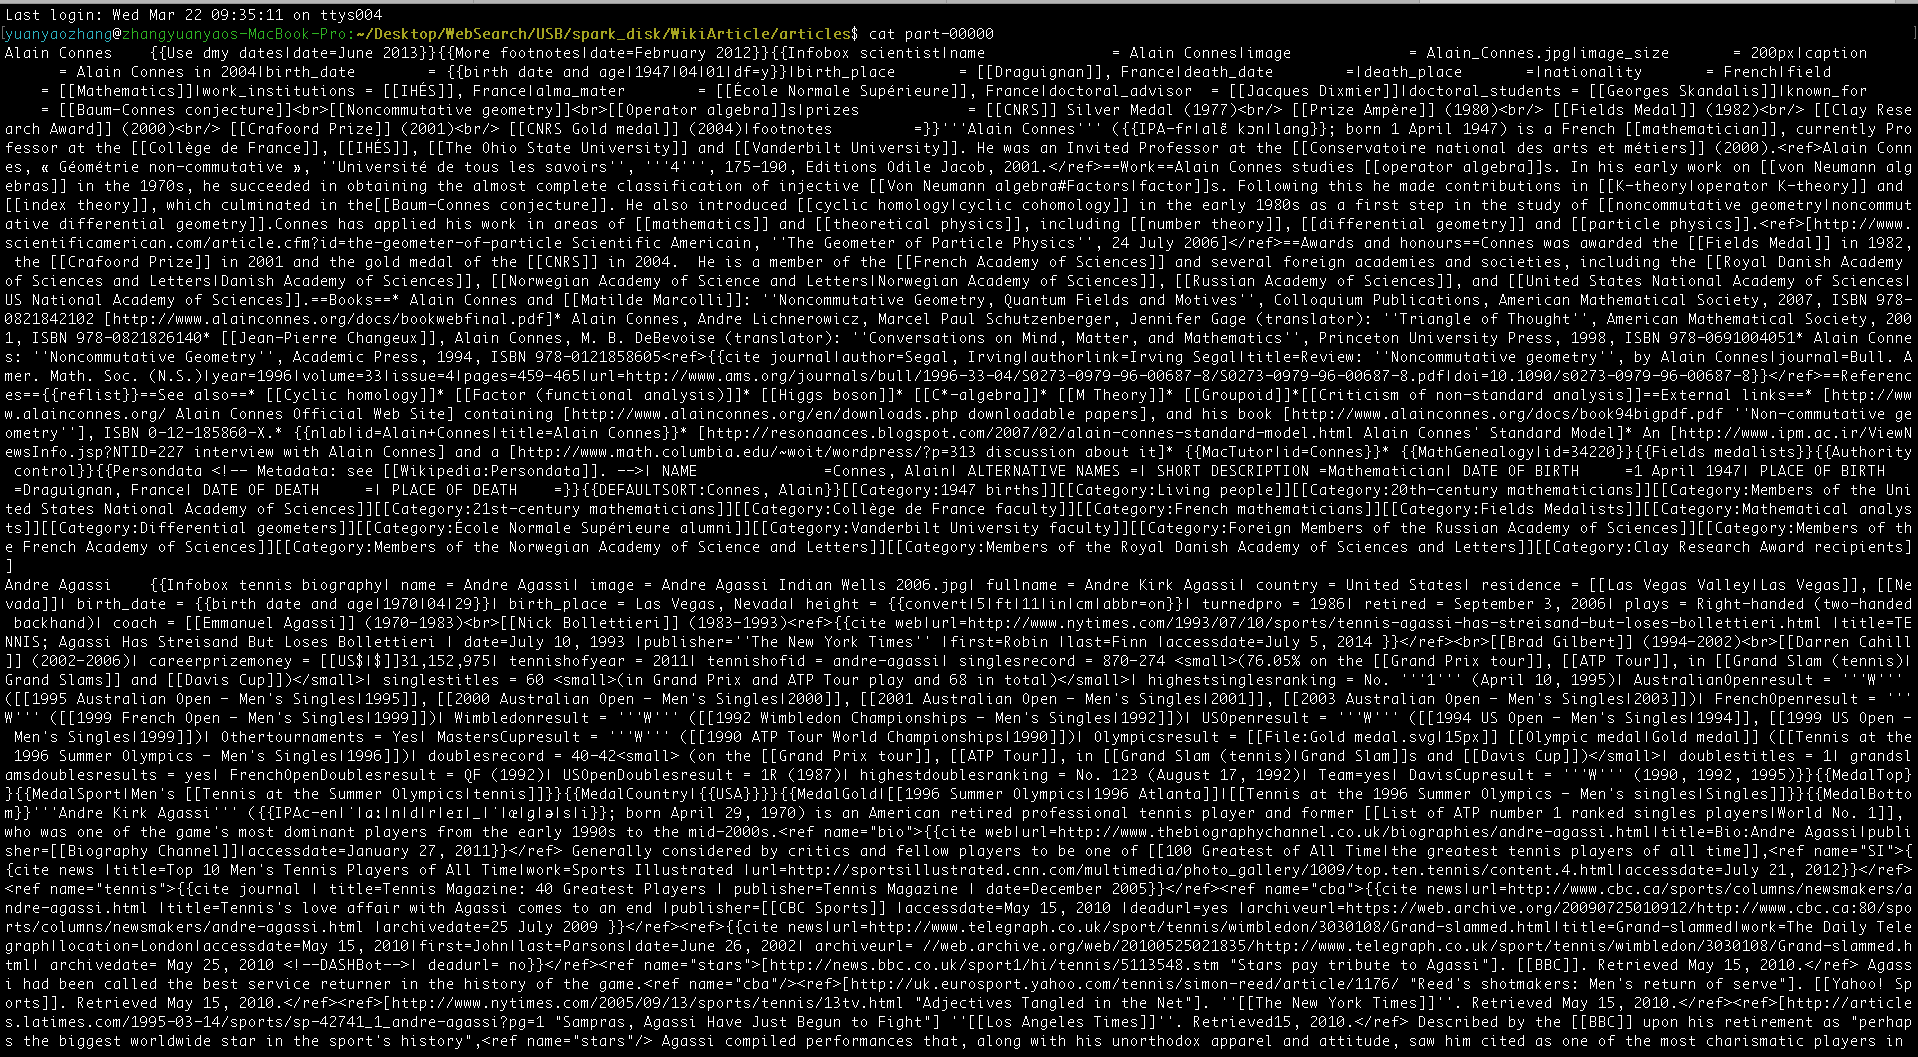 Last login: Wed Mar 22 09:35:11 on ttys004
[yuanyaozhang@zhangyuanyaos-MacBook-Pro:~/Desktop/WebSearch/USB/spark_disk/WikiArticle/articles$ cat part-00000 ]
Alain Connes    {{Use dmy dates|date=June 2013}}{{More footnotes|date=February 2012}}{{Infobox scientist|name              = Alain Connes|image             = Alain_Connes.jpg|image_size        = 200px|caption
       = Alain Connes in 2004|birth_date         = {{birth date and age|1947|04|01|df=y}}|birth_place       = [[Draguignan]], France|death_date         =|death_place        =|nationality       = French|field
     = [[Mathematics]]|work_institutions = [[IHÉS]], France|alma_mater         = [[École Normale Supérieure]], France|doctoral_advisor  = [[Jacques Dixmier]]|doctoral_students = [[Georges Skandalis]]|known_for
       = [[Baum-Connes conjecture]]<br>[[Noncommutative geometry]]<br>[[Operator algebra]]s|prizes            = [[CNRS]] Silver Medal (1977)<br/> [[Prize Ampère]] (1980)<br/> [[Fields Medal]] (1982)<br/> [[Clay Rese
arch Award]] (2000)<br/> [[Crafoord Prize]] (2001)<br/> [[CNRS Gold medal]] (2004)|footnotes         =}}'''Alain Connes''' ({{IPA-fr|alɛ̃ kɔn|lang}}; born 1 April 1947) is a French [[mathematician]], currently Pro
fessor at the [[Collège de France]], [[IHÉS]], [[The Ohio State University]] and [[Vanderbilt University]]. He was an Invited Professor at the [[Conservatoire national des arts et métiers]] (2000).<ref>Alain Conn
es, « Géométrie non-commutative », ''Université de tous les savoirs'', '''4''', 175-190, Editions Odile Jacob, 2001.</ref>==Work==Alain Connes studies [[operator algebra]]s. In his early work on [[von Neumann alg
ebras]] in the 1970s, he succeeded in obtaining the almost complete classification of injective [[Von Neumann algebra#Factors|factor]]s. Following this he made contributions in [[K-theory|operator K-theory]] and
[[index theory]], which culminated in the[[Baum-Connes conjecture]]. He also introduced [[cyclic homology|cyclic cohomology]] in the early 1980s as a first step in the study of [[noncommutative geometry|noncommut
ative differential geometry]].Connes has applied his work in areas of [[mathematics]] and [[theoretical physics]], including [[number theory]], [[differential geometry]] and [[particle physics]].<ref>[http://www.
scientificamerican.com/article.cfm?id=the-geometer-of-particle Scientific Americain, ''The Geometer of Particle Physics'', 24 July 2006]</ref>==Awards and honours==Connes was awarded the [[Fields Medal]] in 1982,
 the [[Crafoord Prize]] in 2001 and the gold medal of the [[CNRS]] in 2004.  He is a member of the [[French Academy of Sciences]] and several foreign academies and societies, including the [[Royal Danish Academy
of Sciences and Letters|Danish Academy of Sciences]], [[Norwegian Academy of Science and Letters|Norwegian Academy of Sciences]], [[Russian Academy of Sciences]], and [[United States National Academy of Sciences|
US National Academy of Sciences]].==Books==* Alain Connes and [[Matilde Marcolli]]: ''Noncommutative Geometry, Quantum Fields and Motives'', Colloquium Publications, American Mathematical Society, 2007, ISBN 978-
0821842102 [http://www.alainconnes.org/docs/bookwebfinal.pdf]* Alain Connes, Andre Lichnerowicz, Marcel Paul Schutzenberger, Jennifer Gage (translator): ''Triangle of Thought'', American Mathematical Society, 200
1, ISBN 978-0821826140* [[Jean-Pierre Changeux]], Alain Connes, M. B. DeBevoise (translator): ''Conversations on Mind, Matter, and Mathematics'', Princeton University Press, 1998, ISBN 978-0691004051* Alain Conne
s: ''Noncommutative Geometry'', Academic Press, 1994, ISBN 978-0121858605<ref>{{cite journal|author=Segal, Irving|authorlink=Irving Segal|title=Review: ''Noncommutative geometry'', by Alain Connes|journal=Bull. A
mer. Math. Soc. (N.S.)|year=1996|volume=33|issue=4|pages=459-465|url=http://www.ams.org/journals/bull/1996-33-04/S0273-0979-96-00687-8/S0273-0979-96-00687-8.pdf|doi=10.1090/s0273-0979-96-00687-8}}</ref>==Referenc
es=={{reflist}}==See also==* [[Cyclic homology]]* [[Factor (functional analysis)]]* [[Higgs boson]]* [[C*-algebra]]* [[M Theory]]* [[Groupoid]]*[[Criticism of non-standard analysis]]==External links==* [http://ww
w.alainconnes.org/ Alain Connes Official Web Site] containing [http://www.alainconnes.org/en/downloads.php downloadable papers], and his book [http://www.alainconnes.org/docs/book94bigpdf.pdf ''Non-commutative ge
ometry''], ISBN 0-12-185860-X.* {{nlab|id=Alain+Connes|title=Alain Connes}}* [http://resonaances.blogspot.com/2007/02/alain-connes-standard-model.html Alain Connes' Standard Model]* An [http://www.ipm.ac.ir/ViewN
ewsInfo.jsp?NTID=227 interview with Alain Connes] and a [http://www.math.columbia.edu/~woit/wordpress/?p=313 discussion about it]* {{MacTutor|id=Connes}}* {{MathGenealogy|id=34220}}{{Fields medalists}}{{Authority
 control}}{{Persondata <!-- Metadata: see [[Wikipedia:Persondata]]. -->| NAME              =Connes, Alain| ALTERNATIVE NAMES =| SHORT DESCRIPTION =Mathematician| DATE OF BIRTH     =1 April 1947| PLACE OF BIRTH
 =Draguignan, France| DATE OF DEATH     =| PLACE OF DEATH    =}}{{DEFAULTSORT:Connes, Alain}}[[Category:1947 births]][[Category:Living people]][[Category:20th-century mathematicians]][[Category:Members of the Uni
ted States National Academy of Sciences]][[Category:21st-century mathematicians]][[Category:Collège de France faculty]][[Category:French mathematicians]][[Category:Fields Medalists]][[Category:Mathematical analys
ts]][[Category:Differential geometers]][[Category:École Normale Supérieure alumni]][[Category:Vanderbilt University faculty]][[Category:Foreign Members of the Russian Academy of Sciences]][[Category:Members of th
e French Academy of Sciences]][[Category:Members of the Norwegian Academy of Science and Letters]][[Category:Members of the Royal Danish Academy of Sciences and Letters]][[Category:Clay Research Award recipients]
]
Andre Agassi    {{Infobox tennis biography| name = Andre Agassi| image = Andre Agassi Indian Wells 2006.jpg| fullname = Andre Kirk Agassi| country = United States| residence = [[Las Vegas Valley|Las Vegas]], [[Ne
vada]]| birth_date = {{birth date and age|1970|04|29}}| birth_place = Las Vegas, Nevada| height = {{convert|5|ft|11|in|cm|abbr=on}}| turnedpro = 1986| retired = September 3, 2006| plays = Right-handed (two-handed
 backhand)| coach = [[Emmanuel Agassi]] (1970-1983)<br>[[Nick Bollettieri]] (1983-1993)<ref>{{cite web|url=http://www.nytimes.com/1993/07/10/sports/tennis-agassi-has-streisand-but-loses-bollettieri.html |title=TE
NNIS; Agassi Has Streisand But Loses Bollettieri | date=July 10, 1993 |publisher=''The New York Times'' |first=Robin |last=Finn |accessdate=July 5, 2014 }}</ref><br>[[Brad Gilbert]] (1994-2002)<br>[[Darren Cahill
]] (2002-2006)| careerprizemoney = [[US$|$]]31,152,975| tennishofyear = 2011| tennishofid = andre-agassi| singlesrecord = 870-274 <small>(76.05% on the [[Grand Prix tour]], [[ATP Tour]], in [[Grand Slam (tennis)|
Grand Slams]] and [[Davis Cup]])</small>| singlestitles = 60 <small>(in Grand Prix and ATP Tour play and 68 in total)</small>| highestsinglesranking = No. '''1''' (April 10, 1995)| AustralianOpenresult = '''W'''
([[1995 Australian Open - Men's Singles|1995]], [[2000 Australian Open - Men's Singles|2000]], [[2001 Australian Open - Men's Singles|2001]], [[2003 Australian Open - Men's Singles|2003]])| FrenchOpenresult = '''
W''' ([[1999 French Open - Men's Singles|1999]])| Wimbledonresult = '''W''' ([[1992 Wimbledon Championships - Men's Singles|1992]])| USOpenresult = '''W''' ([[1994 US Open - Men's Singles|1994]], [[1999 US Open -
 Men's Singles|1999]])| Othertournaments = Yes| MastersCupresult = '''W''' ([[1990 ATP Tour World Championships|1990]])| Olympicsresult = [[File:Gold medal.svg|15px]] [[Olympic medal|Gold medal]] ([[Tennis at the
 1996 Summer Olympics - Men's Singles|1996]])| doublesrecord = 40-42<small> (on the [[Grand Prix tour]], [[ATP Tour]], in [[Grand Slam (tennis)|Grand Slam]]s and [[Davis Cup]])</small>| doublestitles = 1| grandsl
amsdoublesresults = yes| FrenchOpenDoublesresult = QF (1992)| USOpenDoublesresult = 1R (1987)| highestdoublesranking = No. 123 (August 17, 1992)| Team=yes| DavisCupresult = '''W''' (1990, 1992, 1995)}}{{MedalTop}
}{{MedalSport|Men's [[Tennis at the Summer Olympics|tennis]]}}{{MedalCountry|{{USA}}}}{{MedalGold|[[1996 Summer Olympics|1996 Atlanta]]|[[Tennis at the 1996 Summer Olympics - Men's singles|Singles]]}}{{MedalBotto
m}}'''Andre Kirk Agassi''' ({{IPAc-en|ˈ|ɑː|n|d|r|eɪ|_|ˈ|æ|g|ə|s|i}}; born April 29, 1970) is an American retired professional tennis player and former [[List of ATP number 1 ranked singles players|World No. 1]],
who was one of the game's most dominant players from the early 1990s to the mid-2000s.<ref name="bio">{{cite web|url=http://www.thebiographychannel.co.uk/biographies/andre-agassi.html|title=Bio:Andre Agassi|publi
sher=[[Biography Channel]]|accessdate=January 27, 2011}}</ref> Generally considered by critics and fellow players to be one of [[100 Greatest of All Time|the greatest tennis players of all time]],<ref name="SI">{
{cite news |title=Top 10 Men's Tennis Players of All Time|work=Sports Illustrated |url=http://sportsillustrated.cnn.com/multimedia/photo_gallery/1009/top.ten.tennis/content.4.html|accessdate=July 21, 2012}}</ref>
<ref name="tennis">{{cite journal | title=Tennis Magazine: 40 Greatest Players | publisher=Tennis Magazine | date=December 2005}}</ref><ref name="cba">{{cite news|url=http://www.cbc.ca/sports/columns/newsmakers/a
ndre-agassi.html |title=Tennis's love affair with Agassi comes to an end |publisher=[[CBC Sports]] |accessdate=May 15, 2010 |deadurl=yes |archiveurl=https://web.archive.org/20090725010912/http://www.cbc.ca:80/spo
rts/columns/newsmakers/andre-agassi.html |archivedate=25 July 2009 }}</ref><ref>{{cite news|url=http://www.telegraph.co.uk/sport/tennis/wimbledon/3030108/Grand-slammed.html|title=Grand-slammed|work=The Daily Tele
graph|location=London|accessdate=May 15, 2010|first=John|last=Parsons|date=June 26, 2002| archiveurl= //web.archive.org/web/20100525021835/http://www.telegraph.co.uk/sport/tennis/wimbledon/3030108/Grand-slammed.h
tml| archivedate= May 25, 2010 <!--DASHBot-->| deadurl= no}}</ref><ref name="stars">[http://news.bbc.co.uk/sport1/hi/tennis/5113548.stm "Stars pay tribute to Agassi"]. [[BBC]]. Retrieved May 15, 2010.</ref> Agass
i had been called the best service returner in the history of the game.<ref name="cba"/><ref>[http://uk.eurosport.yahoo.com/tennis/simon-reed/article/1176/ "Reed's shotmakers: Men's return of serve"]. [[Yahoo! Sp
orts]]. Retrieved May 15, 2010.</ref><ref>[http://www.nytimes.com/2005/09/13/sports/tennis/13tv.html "Adjectives Tangled in the Net"]. ''[[The New York Times]]''. Retrieved May 15, 2010.</ref><ref>[http://article
s.latimes.com/1995-03-14/sports/sp-42741_1_andre-agassi?pg=1 "Sampras, Agassi Have Just Begun to Fight"] ''[[Los Angeles Times]]''. Retrieved15, 2010.</ref> Described by the [[BBC]] upon his retirement as "perhap
s the biggest worldwide star in the sport's history",<ref name="stars"/> Agassi compiled performances that, along with his unorthodox apparel and attitude, saw him cited as one of the most charismatic players in